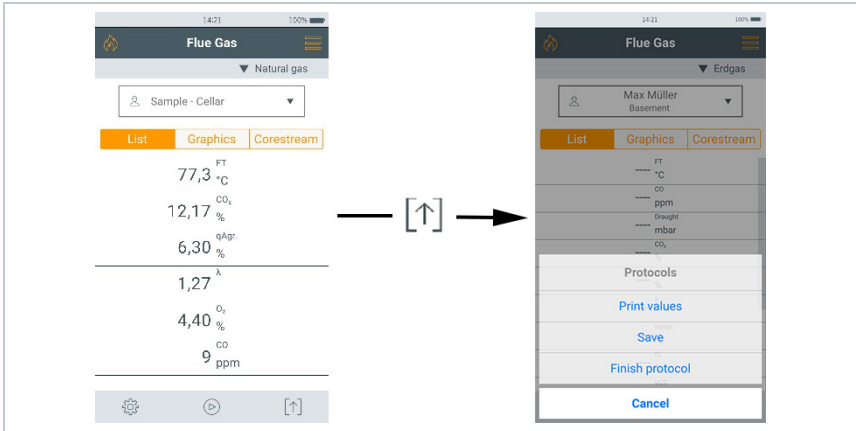 14:21 100%
Flue Gas
▼ Natural gas
Sample - Cellar ▼
List Graphics Corestream
FT
77,3 °C
CO₂
12,17 %
qAgr.
6,30 %
λ
1,27
O₂
4,40 %
CO
9 ppm
[↑]
[↑]
14:21 100%
Flue Gas
▼ Erdgas
Max Müller
Basement ▼
List Graphics Corestream
FT
---- °C
CO
---- ppm
Draught
---- mbar
CO₂
---- %
Protocols
Print values
Save
Finish protocol
Cancel